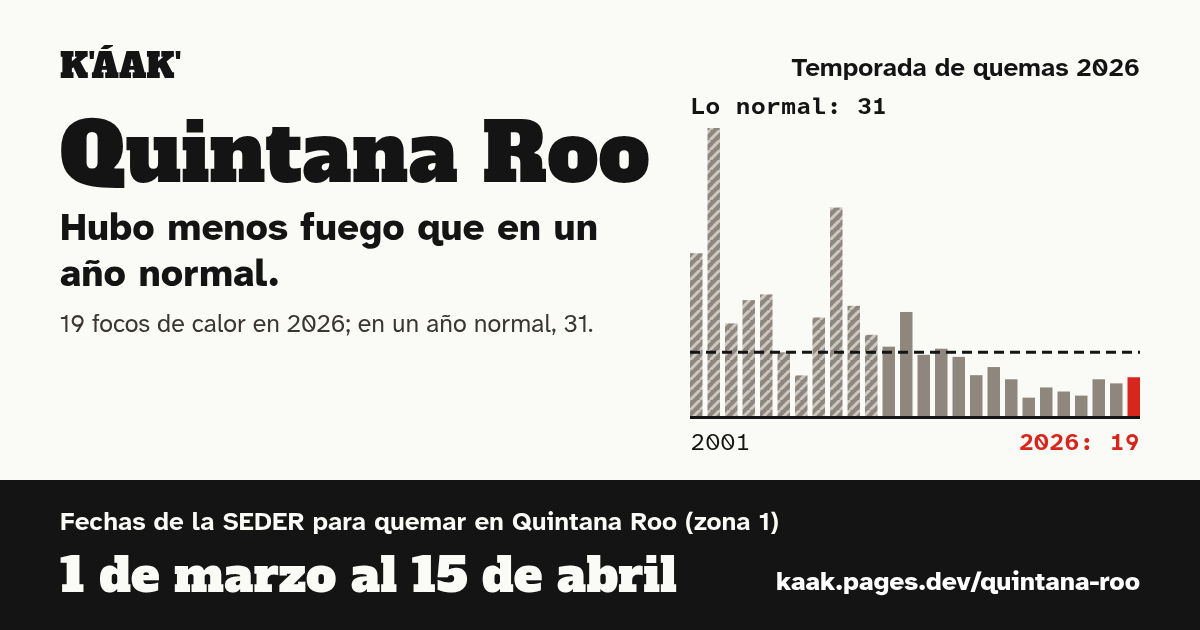 K'ÁAK'
Temporada de quemas 2026
Quintana Roo
Hubo menos fuego que en un
año normal.
19 focos de calor en 2026; en un año normal, 31.
Lo normal: 31
2001
2026: 19
Fechas de la SEDER para quemar en Quintana Roo (zona 1)
1 de marzo al 15 de abril
kaak.pages.dev/quintana-roo